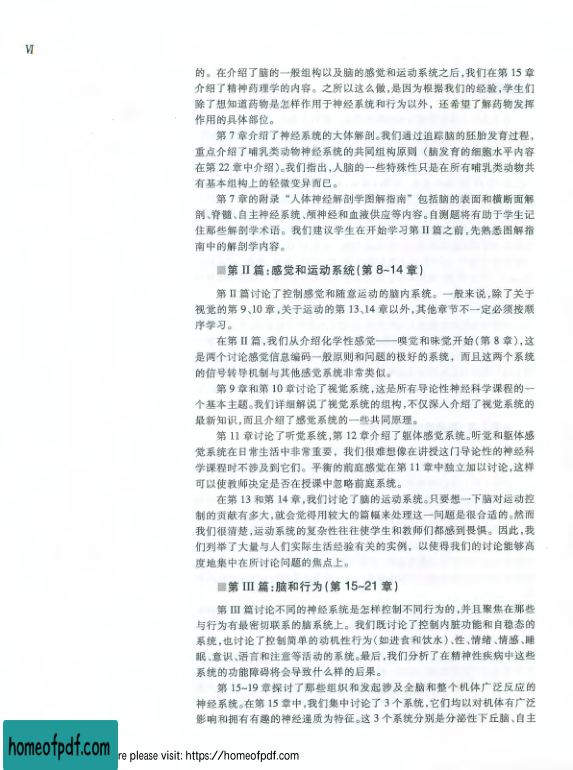 Ⅵ
的。在介绍了脑的一般组构以及脑的感觉和运动系统之后,我们在第 15 章
介绍了精神药理学的内容。之所以这么做,是因为根据我们的经验,学生们
除了想知道药物是怎样作用于神经系统和行为以外，还希望了解药物发挥
作用的具体部位。
第 7 章介绍了神经系统的大体解剖。我们通过追踪脑的胚胎发育过程,
重点介绍了哺乳类动物神经系统的共同组构原则（脑发育的细胞水平内容
在第 22 章中介绍)。我们指出,人脑的一些特殊性只是在所有哺乳类动物共
有基本组构上的轻微变异而已。
第 7 章的附录“人体神经解剖学图解指南”包括脑的表面和横断面解
剖、脊髓、自主神经系统、颅神经和血液供应等内容。自测题将有助于学生记
住那些解剖学术语。我们建议学生在开始学习第 Ⅱ 篇之前,先熟悉图解指
南中的解剖学内容。
■第 Ⅱ 篇:感觉和运动系统(第 8~14 章)
第 Ⅱ 篇讨论了控制感觉和随意运动的脑内系统。一般来说,除了关于
视觉的第 9、10 章,关于运动的第 13、14 章以外,其他章节不一定必须按顺
序学习。
在第 Ⅱ 篇,我们从介绍化学性感觉——嗅觉和味觉开始(第 8 章),这
是两个讨论感觉信息编码一般原则和问题的极好的系统，而且这两个系统
的信号转导机制与其他感觉系统非常类似。
第 9 章和第 10 章讨论了视觉系统,这是所有导论性神经科学课程的一
个基本主题。我们详细解说了视觉系统的组构,不仅深入介绍了视觉系统的
最新知识,而且介绍了感觉系统的一些共同原理。
第 11 章讨论了听觉系统,第 12 章介绍了躯体感觉系统。听觉和躯体感
觉系统在日常生活中非常重要，我们很难想像在讲授这门导论性的神经科
学课程时不涉及到它们。平衡的前庭感觉在第 11 章中独立加以讨论,这样
可以使教师决定是否在授课中忽略前庭系统。
在第 13 和第 14 章,我们讨论了脑的运动系统。只要想一下脑对运动控
制的贡献有多大,就会觉得用较大的篇幅来处理这一问题是很合适的。然而
我们很清楚,运动系统的复杂性往往使学生和教师们都感到畏惧。因此,我
们列举了大量与人们实际生活经验有关的实例，以使得我们的讨论能够高
度地集中在所讨论问题的焦点上。
■第 Ⅲ 篇:脑和行为(第 15~21 章)
第 Ⅲ 篇讨论不同的神经系统是怎样控制不同行为的,并且聚焦在那些
与行为有最密切联系的脑系统上。我们既讨论了控制内脏功能和自稳态的
系统,也讨论了控制简单的动机性行为(如进食和饮水)、性、情绪、情感、睡
眠、意识、语言和注意等活动的系统。最后,我们分析了在精神性疾病中这些
系统的功能障碍将会导致什么样的后果。
第 15~19 章探讨了那些组织和发起涉及全脑和整个机体广泛反应的
神经系统。在第 15 章中,我们集中讨论了 3 个系统,它们均以对机体有广泛
影响和拥有有趣的神经递质为特征。这 3 个系统分别是分泌性下丘脑、自主
homeofpdf.com
re please visit: https://homeofpdf.com